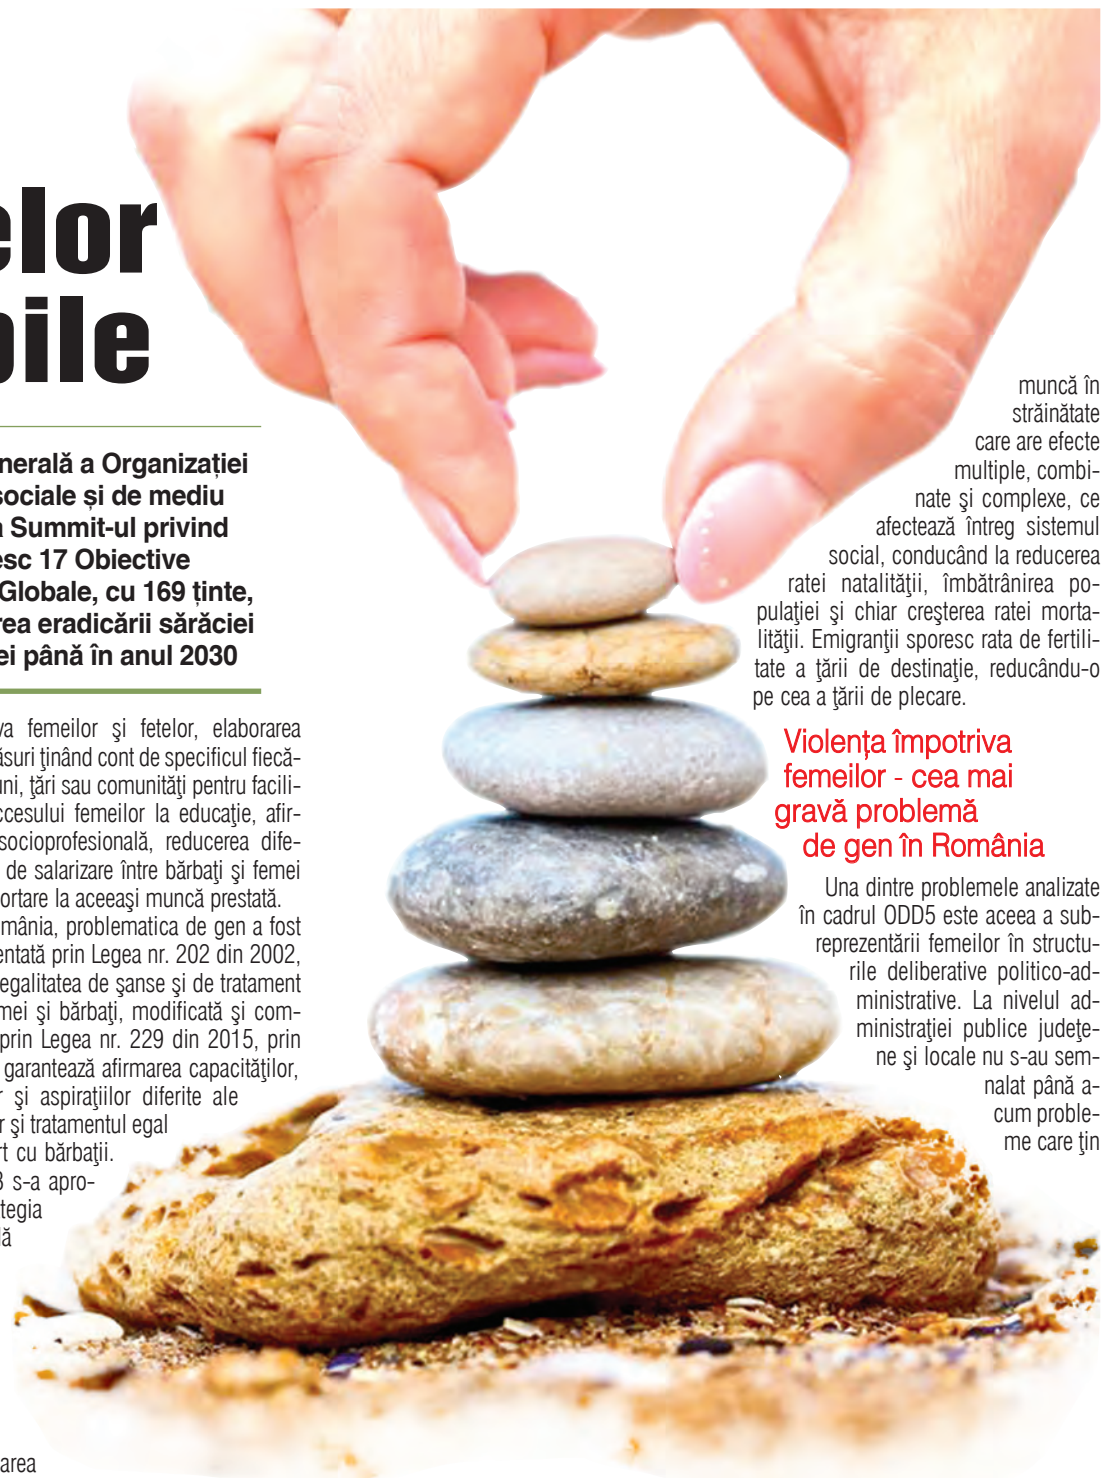 elor
bile
nerală a Organizației
sociale și de mediu
a Summit-ul privind
esc 17 Obiective
Globale, cu 169 ținte,
rea eradicării sărăciei
ei până în anul 2030
va femeilor şi fetelor, elaborarea
ăsuri ţinând cont de specificul fiecă-
uni, ţări sau comunităţi pentru facili-
ccesului femeilor la educaţie, afir-
socioprofesională, reducerea dife-
de salarizare între bărbaţi şi femei
ortare la aceeaşi muncă prestată.
mânia, problematica de gen a fost
entată prin Legea nr. 202 din 2002,
egalitatea de şanse şi de tratament
mei şi bărbaţi, modificată şi com-
prin Legea nr. 229 din 2015, prin
garantează afirmarea capacităţilor,
r şi aspiraţiilor diferite ale
r şi tratamentul egal
rt cu bărbaţii.
3 s-a apro-
tegia
lă
area
muncă în
străinătate
care are efecte
multiple, combi-
nate şi complexe, ce
afectează întreg sistemul
social, conducând la reducerea
ratei natalităţii, îmbătrânirea po-
pulaţiei şi chiar creşterea ratei morta-
lităţii. Emigranţii sporesc rata de fertili-
tate a ţării de destinaţie, reducându-o
pe cea a ţării de plecare.
Violenţa împotriva
femeilor - cea mai
gravă problemă
de gen în România
Una dintre problemele analizate
în cadrul ODD5 este aceea a sub-
reprezentării femeilor în structu-
rile deliberative politico-ad-
ministrative. La nivelul ad-
ministraţiei publice judeţe-
ne şi locale nu s-au sem-
nalat până a-
cum proble-
me care ţin